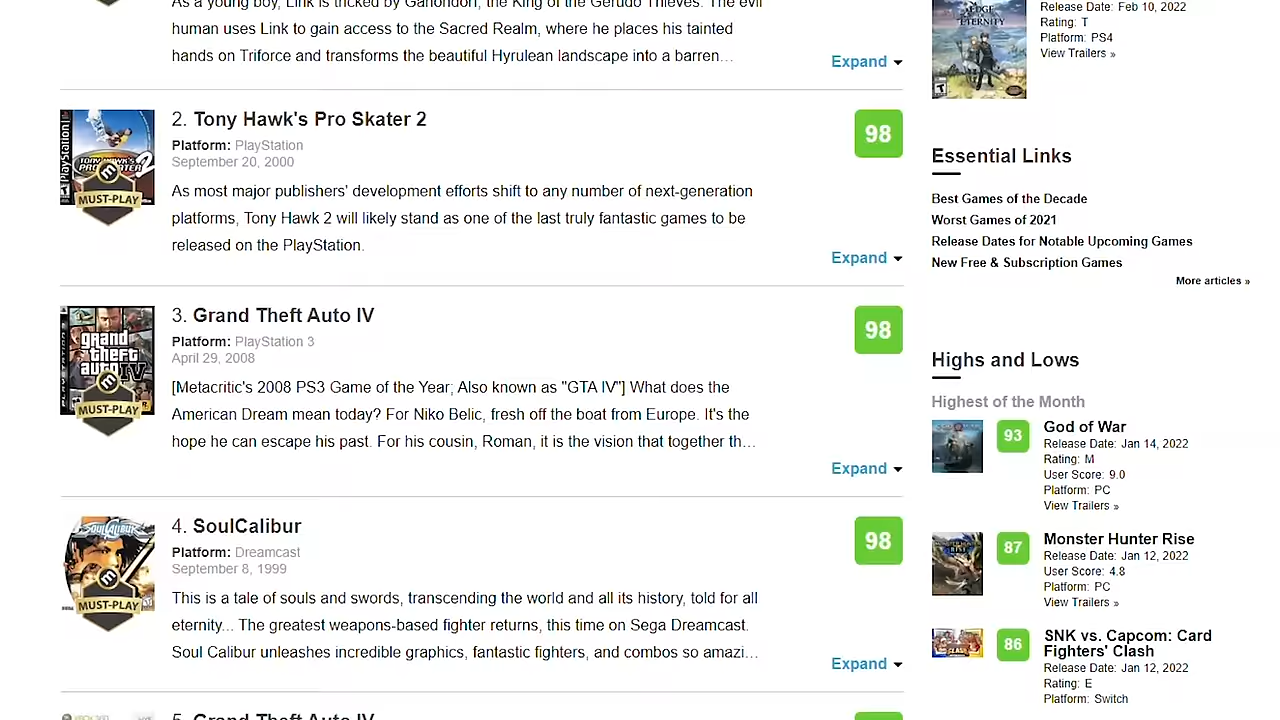 As a young boy, Link is tricked by Ganondorf, the King of the Gerudo Thieves. The evil
human uses Link to gain access to the Sacred Realm, where he places his tainted
hands on Triforce and transforms the beautiful Hyrulean landscape into a barren…
Expand
2. Tony Hawk's Pro Skater 2
Platform: PlayStation
September 20, 2000
As most major publishers' development efforts shift to any number of next-generation
platforms, Tony Hawk 2 will likely stand as one of the last truly fantastic games to be
released on the PlayStation.
98
Expand
MUST-PLAY
3. Grand Theft Auto IV
Platform: PlayStation 3
April 29, 2008
[Metacritic's 2008 PS3 Game of the Year; Also known as "GTA IV"] What does the
American Dream mean today? For Niko Belic, fresh off the boat from Europe. It's the
hope he can escape his past. For his cousin, Roman, it is the vision that together th…
98
Expand
grand
theft
auto IV
MUST-PLAY
4. SoulCalibur
Platform: Dreamcast
September 8, 1999
This is a tale of souls and swords, transcending the world and all its history, told for all
eternity... The greatest weapons-based fighter returns, this time on Sega Dreamcast.
Soul Calibur unleashes incredible graphics, fantastic fighters, and combos so amazi…
98
Expand
SOULCALIBUR
MUST-PLAY
5. Grand Theft Auto IV
EDGE
ETERNITY
Release Date: Feb 10, 2022
Rating: T
Platform: PS4
View Trailers »
Essential Links
Best Games of the Decade
Worst Games of 2021
Release Dates for Notable Upcoming Games
New Free & Subscription Games
More articles »
Highs and Lows
Highest of the Month
93
God of War
Release Date: Jan 14, 2022
Rating: M
User Score: 9.0
Platform: PC
View Trailers »
87
Monster Hunter Rise
Release Date: Jan 12, 2022
User Score: 4.8
Platform: PC
View Trailers »
86
SNK vs. Capcom: Card
Fighters' Clash
Release Date: Jan 12, 2022
Rating: E
Platform: Switch